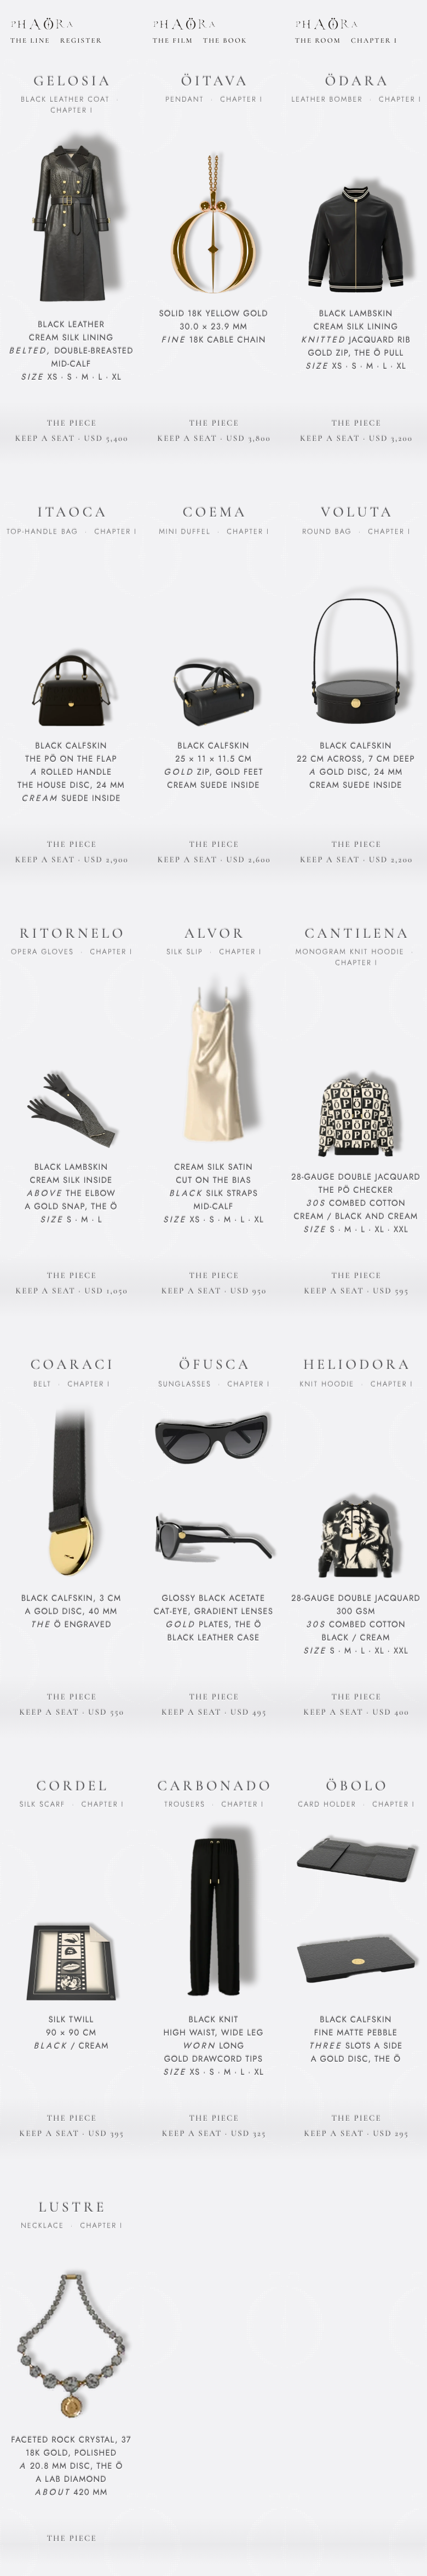 PHAÖRA
PHAÖRA
PHAÖRA
THE LINE REGISTER
THE FILM THE BOOK
THE ROOM CHAPTER I
GELOSIA
BLACK LEATHER COAT ·
CHAPTER I
BLACK LEATHER
CREAM SILK LINING
BELTED, DOUBLE-BREASTED
MID-CALF
SIZE XS · S · M · L · XL
THE PIECE
KEEP A SEAT · USD 5,400
ÖITAVA
PENDANT · CHAPTER I
SOLID 18K YELLOW GOLD
30.0 × 23.9 MM
FINE 18K CABLE CHAIN
THE PIECE
KEEP A SEAT · USD 3,800
ÖDARA
LEATHER BOMBER · CHAPTER I
BLACK LAMBSKIN
CREAM SILK LINING
KNITTED JACQUARD RIB
GOLD ZIP, THE Ö PULL
SIZE XS · S · M · L · XL
THE PIECE
KEEP A SEAT · USD 3,200
ITAOCA
TOP-HANDLE BAG · CHAPTER I
BLACK CALFSKIN
THE PÖ ON THE FLAP
A ROLLED HANDLE
THE HOUSE DISC, 24 MM
CREAM SUEDE INSIDE
THE PIECE
KEEP A SEAT · USD 2,900
COEMA
MINI DUFFEL · CHAPTER I
BLACK CALFSKIN
25 × 11 × 11.5 CM
GOLD ZIP, GOLD FEET
CREAM SUEDE INSIDE
THE PIECE
KEEP A SEAT · USD 2,600
VOLUTA
ROUND BAG · CHAPTER I
BLACK CALFSKIN
22 CM ACROSS, 7 CM DEEP
A GOLD DISC, 24 MM
CREAM SUEDE INSIDE
THE PIECE
KEEP A SEAT · USD 2,200
RITORNELO
OPERA GLOVES · CHAPTER I
BLACK LAMBSKIN
CREAM SILK INSIDE
ABOVE THE ELBOW
A GOLD SNAP, THE Ö
SIZE S · M · L
THE PIECE
KEEP A SEAT · USD 1,050
ALVOR
SILK SLIP · CHAPTER I
CREAM SILK SATIN
CUT ON THE BIAS
BLACK SILK STRAPS
MID-CALF
SIZE XS · S · M · L · XL
THE PIECE
KEEP A SEAT · USD 950
CANTILENA
MONOGRAM KNIT HOODIE ·
CHAPTER I
28-GAUGE DOUBLE JACQUARD
THE PÖ CHECKER
30S COMBED COTTON
CREAM / BLACK AND CREAM
SIZE S · M · L · XL · XXL
THE PIECE
KEEP A SEAT · USD 595
COARACI
BELT · CHAPTER I
BLACK CALFSKIN, 3 CM
A GOLD DISC, 40 MM
THE Ö ENGRAVED
THE PIECE
KEEP A SEAT · USD 550
ÖFUSCA
SUNGLASSES · CHAPTER I
GLOSSY BLACK ACETATE
CAT-EYE, GRADIENT LENSES
GOLD PLATES, THE Ö
BLACK LEATHER CASE
THE PIECE
KEEP A SEAT · USD 495
HELIODORA
KNIT HOODIE · CHAPTER I
28-GAUGE DOUBLE JACQUARD
300 GSM
30S COMBED COTTON
BLACK / CREAM
SIZE S · M · L · XL · XXL
THE PIECE
KEEP A SEAT · USD 400
CORDEL
SILK SCARF · CHAPTER I
SILK TWILL
90 × 90 CM
BLACK / CREAM
THE PIECE
KEEP A SEAT · USD 395
CARBONADO
TROUSERS · CHAPTER I
BLACK KNIT
HIGH WAIST, WIDE LEG
WORN LONG
GOLD DRAWCORD TIPS
SIZE XS · S · M · L · XL
THE PIECE
KEEP A SEAT · USD 325
ÖBOLO
CARD HOLDER · CHAPTER I
BLACK CALFSKIN
FINE MATTE PEBBLE
THREE SLOTS A SIDE
A GOLD DISC, THE Ö
THE PIECE
KEEP A SEAT · USD 295
LUSTRE
NECKLACE · CHAPTER I
FACETED ROCK CRYSTAL, 37
18K GOLD, POLISHED
A 20.8 MM DISC, THE Ö
A LAB DIAMOND
ABOUT 420 MM
THE PIECE